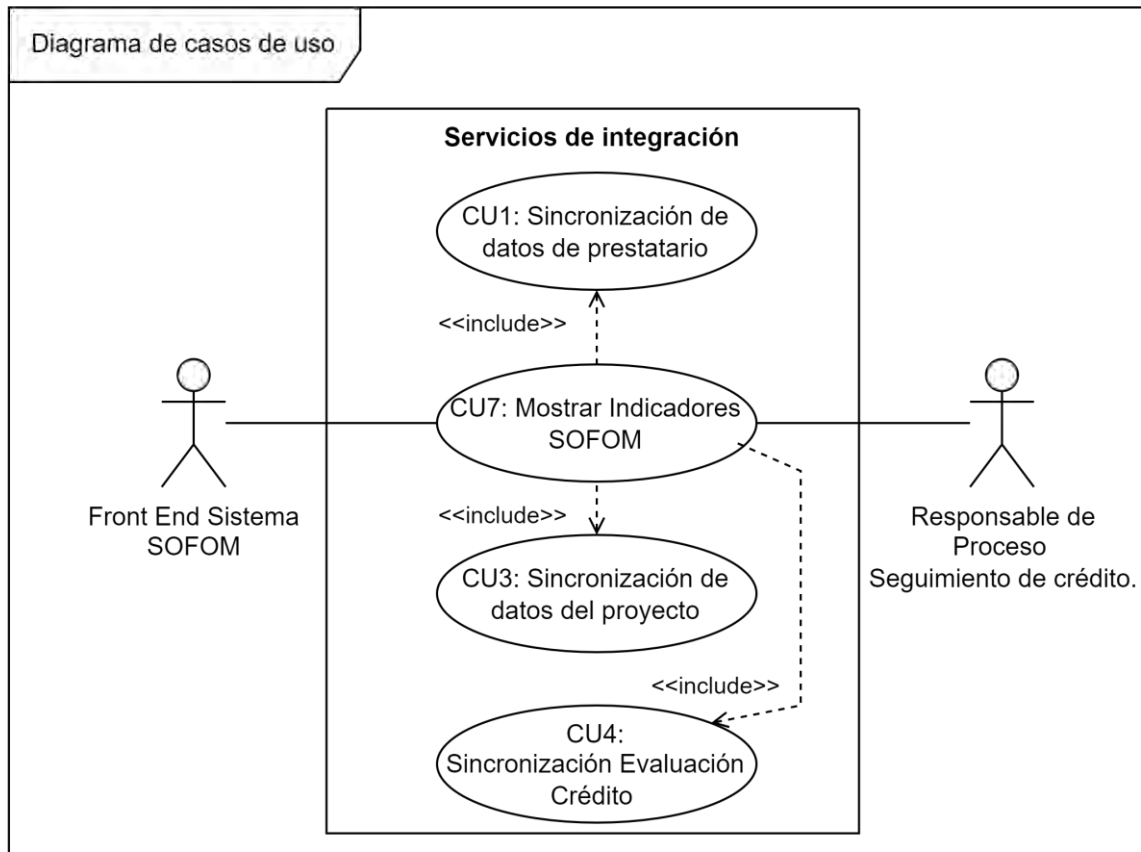 Diagrama de casos de uso
Servicios de integración
CU1: Sincronización de
datos de prestatario
<<include>>
CU7: Mostrar Indicadores
SOFOM
Front End Sistema
SOFOM
Responsable de
Proceso
Seguimiento de crédito.
<<include>>
CU3: Sincronización de
datos del proyecto
<<include>>
CU4:
Sincronización Evaluación
Crédito